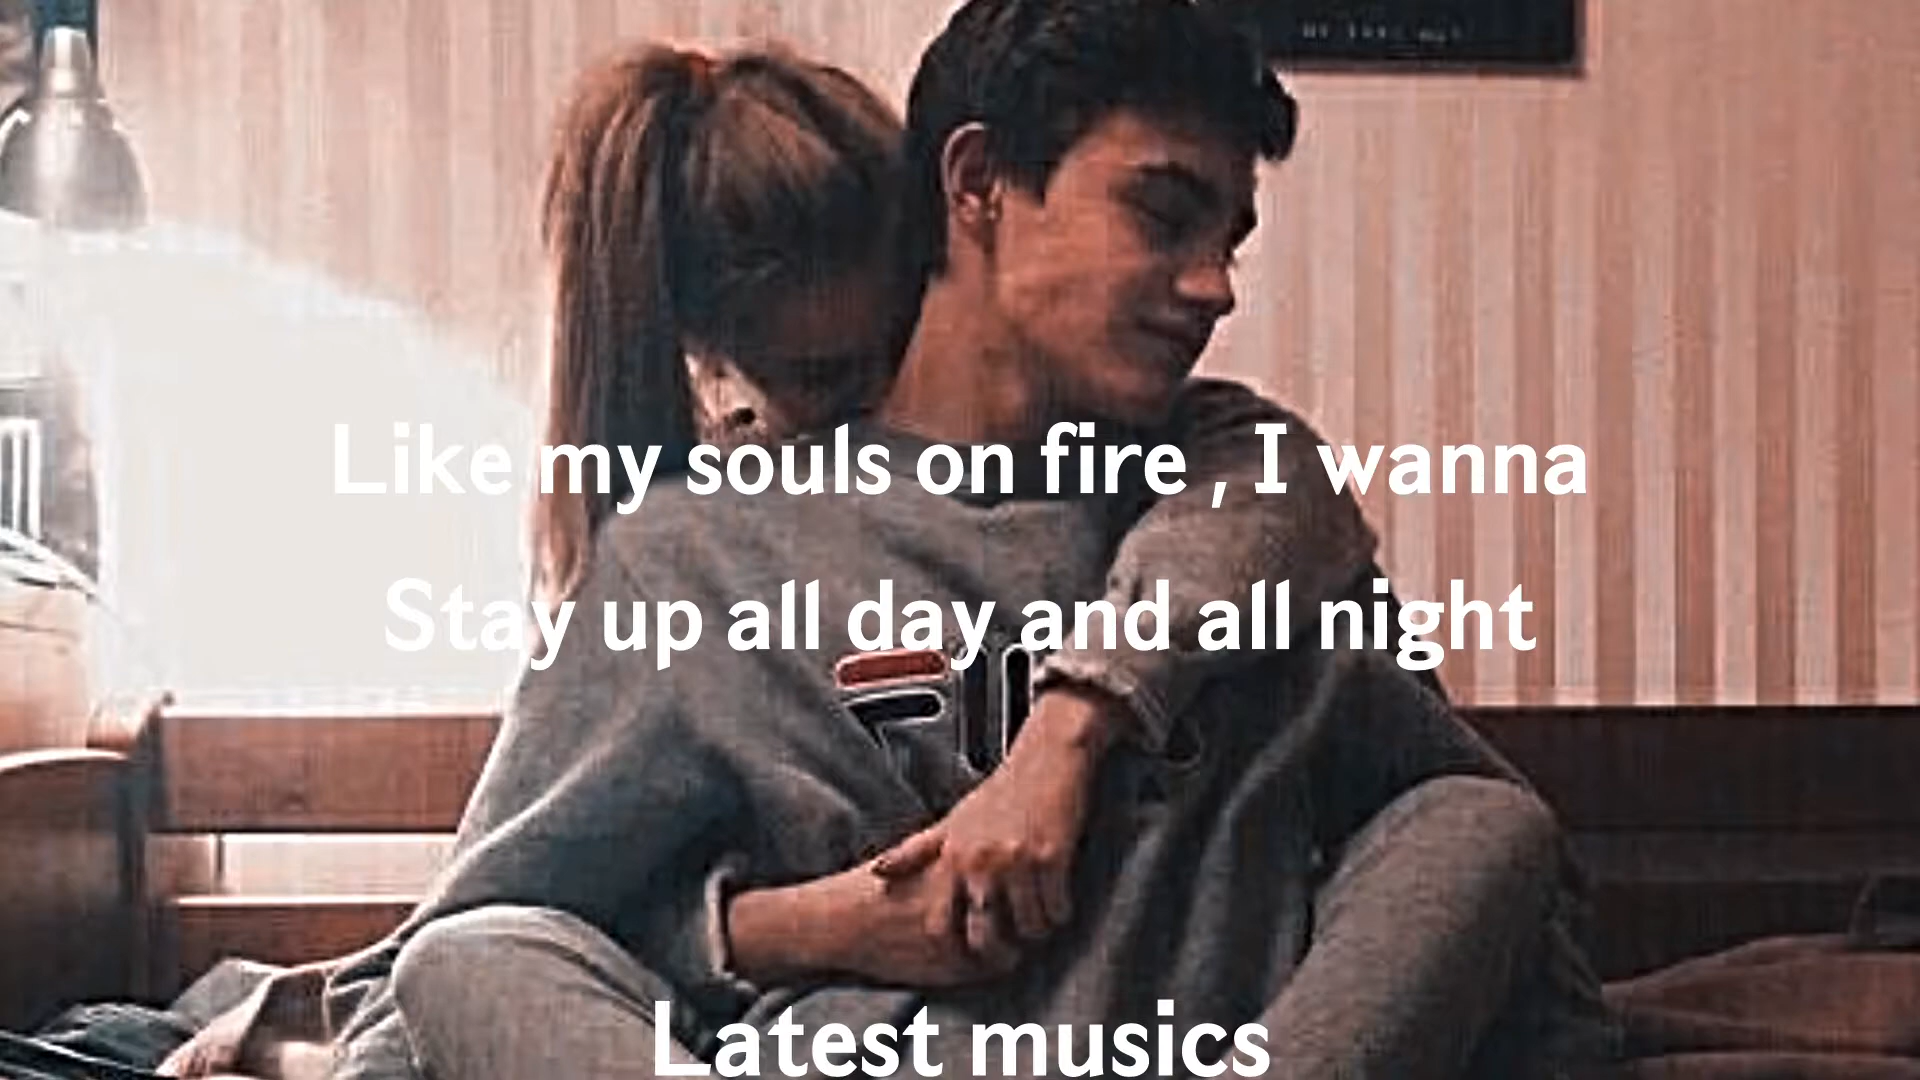 Like my souls on fire , I wanna
Stay up all day and all night
Latest musics